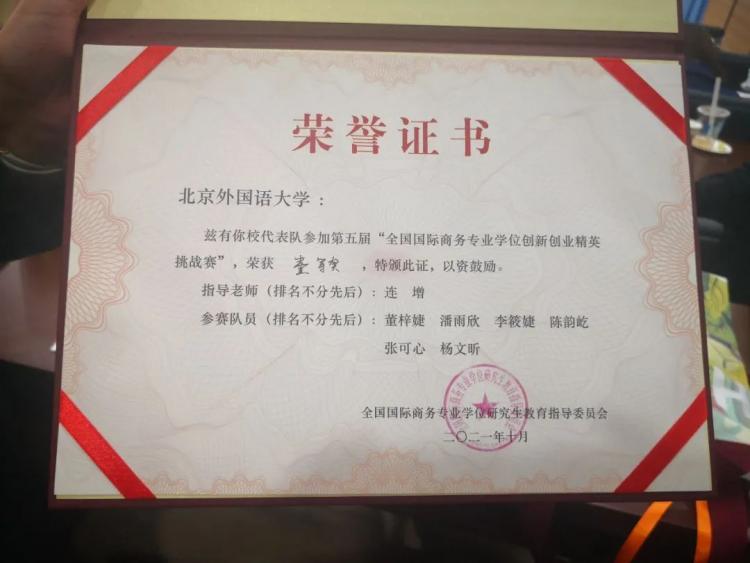 荣誉证书
北京外国语大学：
兹有你校代表队参加第五届“全国国际商务专业学位创新创业精英
挑战赛”，荣获 ，特颁此证，以资鼓励。
指导老师（排名不分先后）：连 增
参赛队员（排名不分先后）：董梓婕 潘雨欣 李筱婕 陈韵屹
张可心 杨文昕
全国国际商务专业学位研究生教育指导委员会
二〇二一年十月